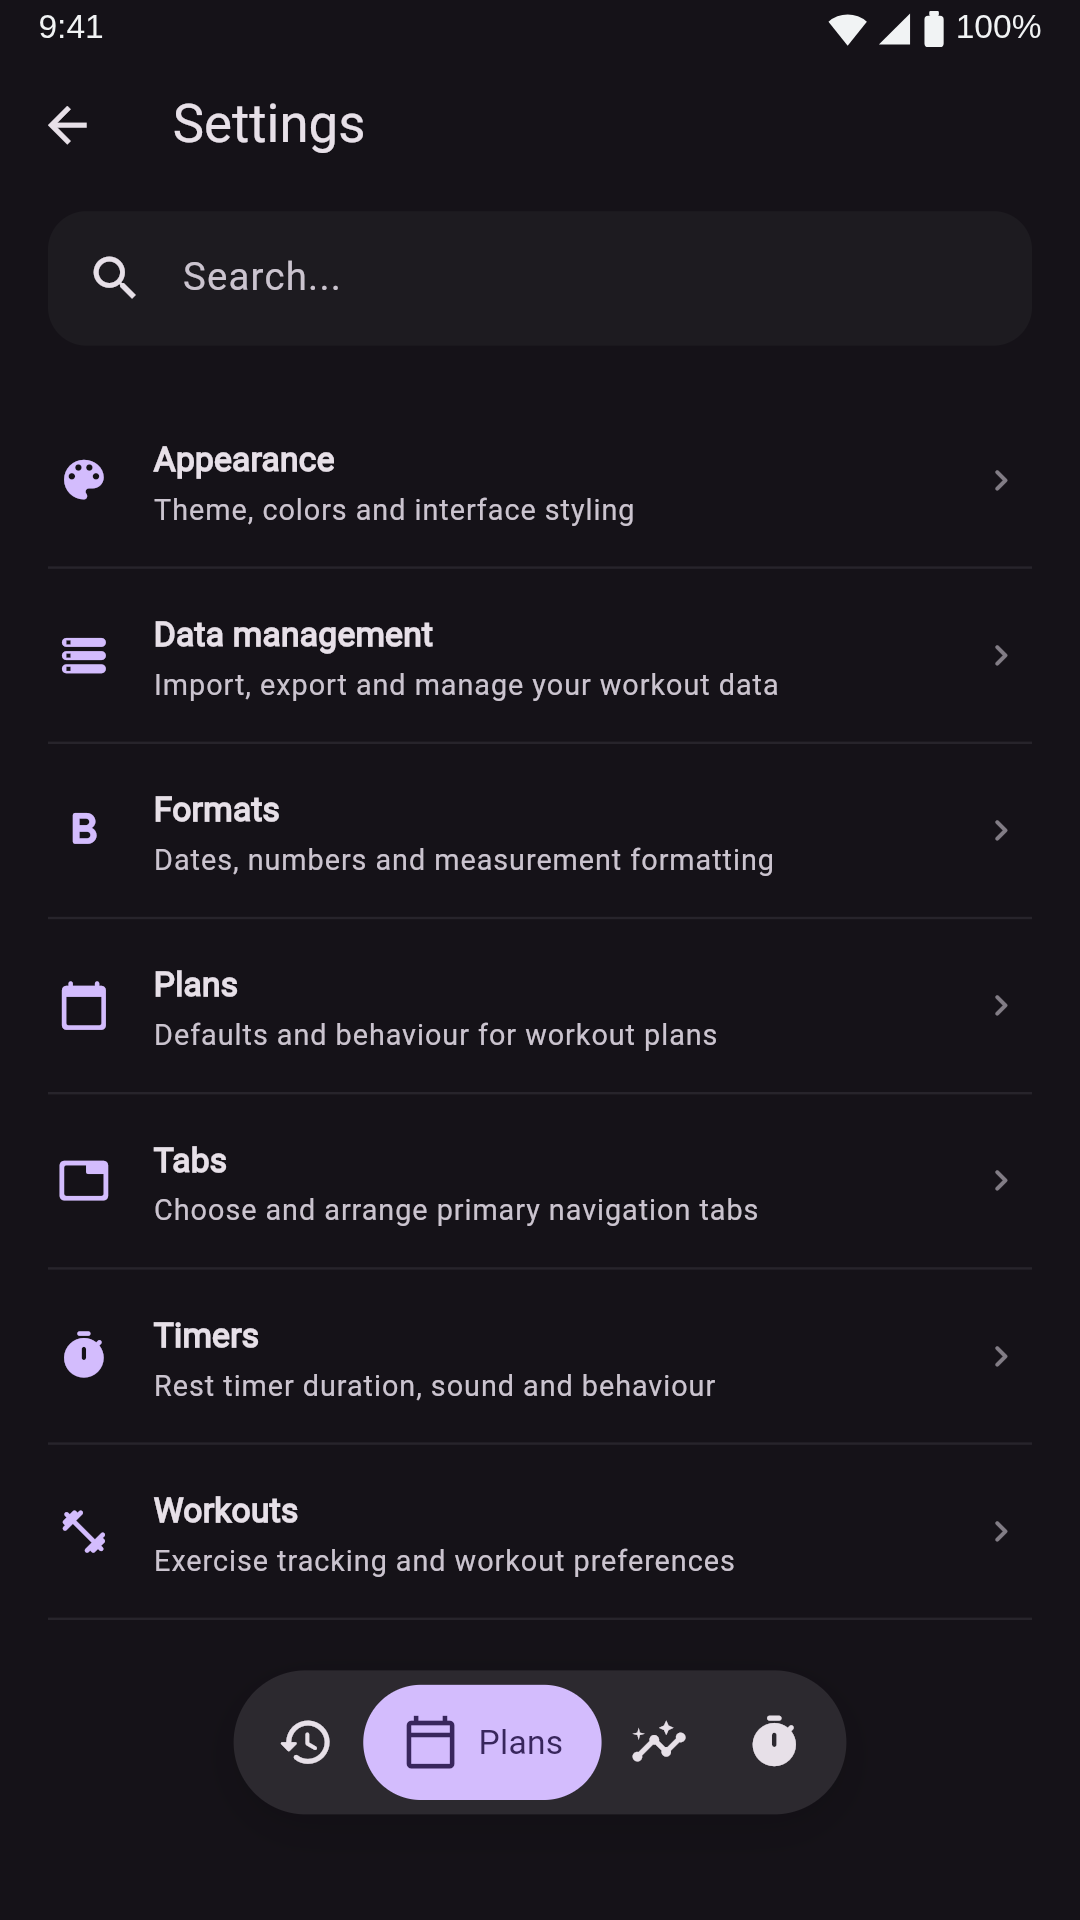 9:41
100%
Settings
Search...
Appearance
Theme, colors and interface styling
Data management
Import, export and manage your workout data
B
Formats
Dates, numbers and measurement formatting
Plans
Defaults and behaviour for workout plans
Tabs
Choose and arrange primary navigation tabs
Timers
Rest timer duration, sound and behaviour
Workouts
Exercise tracking and workout preferences
Plans